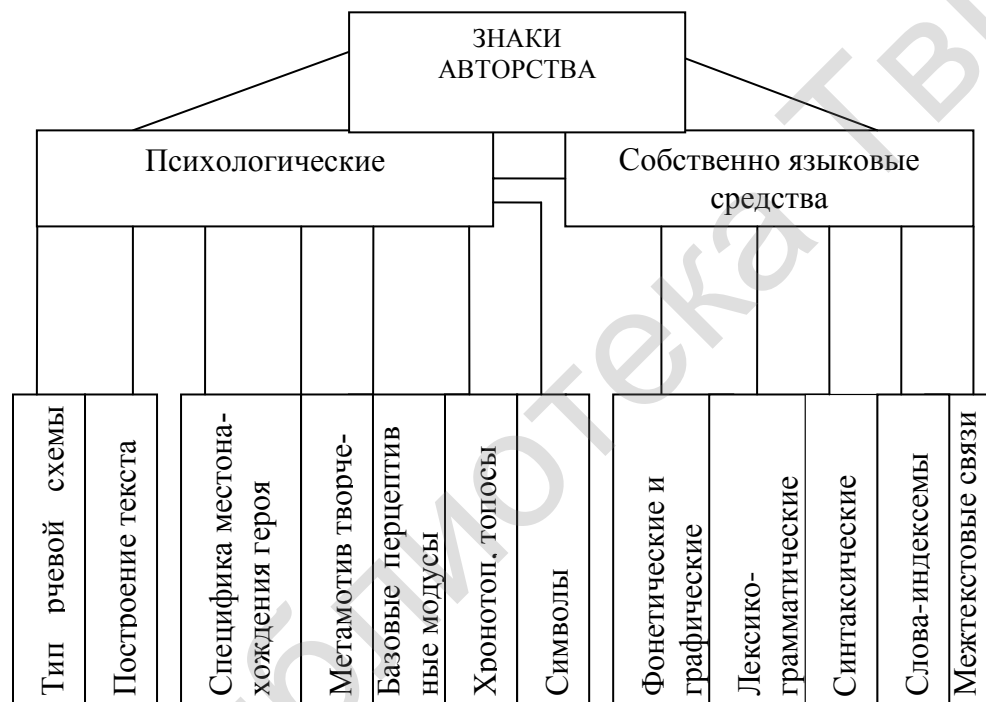 ЗНАКИ
АВТОРСТВА
Психологические
Собственно языковые
средства
Тип рчевой схемы
Построение текста
Специфика местона-
хождения героя
Метамотив творче-
Базовые перцептив
ные модусы
Хронотоп, топосы
Символы
Фонетические и
графические
Лексико-
грамматические
Синтаксические
Слова-индексемы
Межтекстовые связи